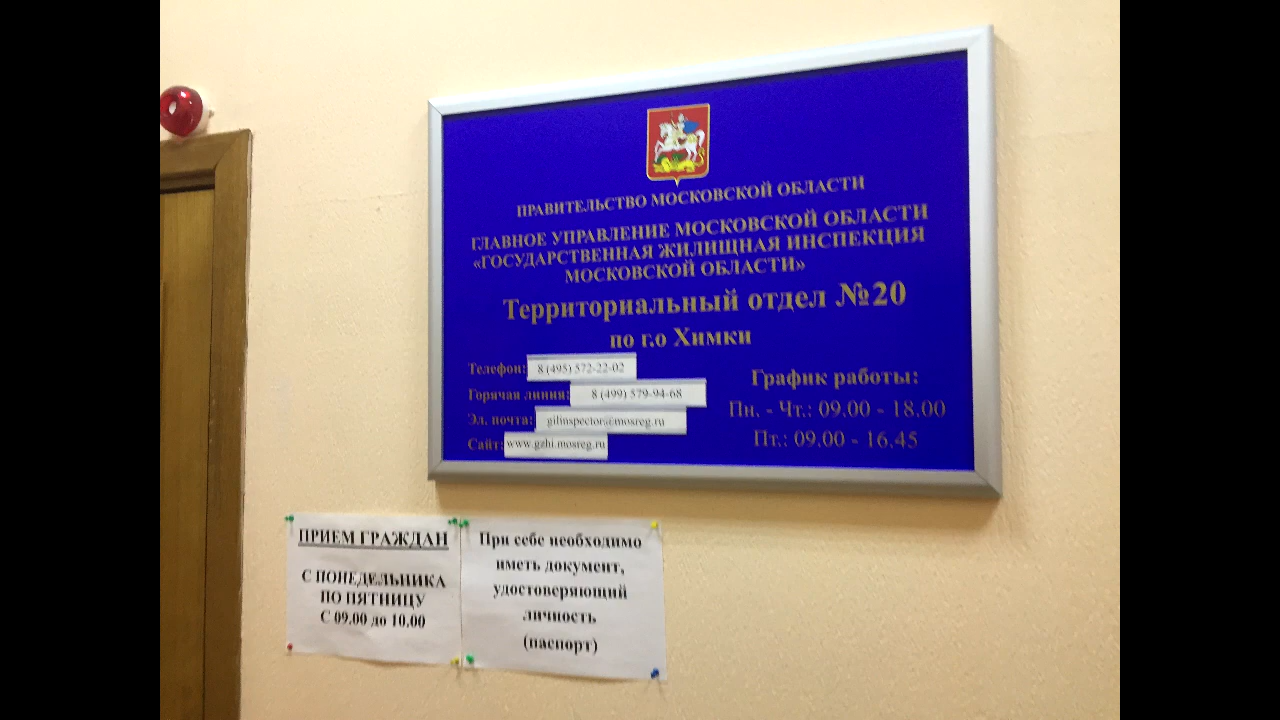 ПРАВИТЕЛЬСТВО МОСКОВСКОЙ ОБЛАСТИ
ГЛАВНОЕ УПРАВЛЕНИЕ МОСКОВСКОЙ ОБЛАСТИ
«ГОСУДАРСТВЕННАЯ ЖИЛИЩНАЯ ИНСПЕКЦИЯ
МОСКОВСКОЙ ОБЛАСТИ»
Территориальный отдел №20
по г.о Химки
Телефон: 8 (495) 572-22-02
Горячая линия: 8 (499) 579-94-68
Эл. почта: gilinspector@mosreg.ru
Сайт: www.gzhi.mosreg.ru
График работы:
Пн. - Чт.: 09.00 - 18.00
Пт.: 09.00 - 16.45
ПРИЕМ ГРАЖДАН
С ПОНЕДЕЛЬНИКА
ПО ПЯТНИЦУ
С 09.00 до 10.00
При себе необходимо
иметь документ,
удостоверяющий
личность
(паспорт)